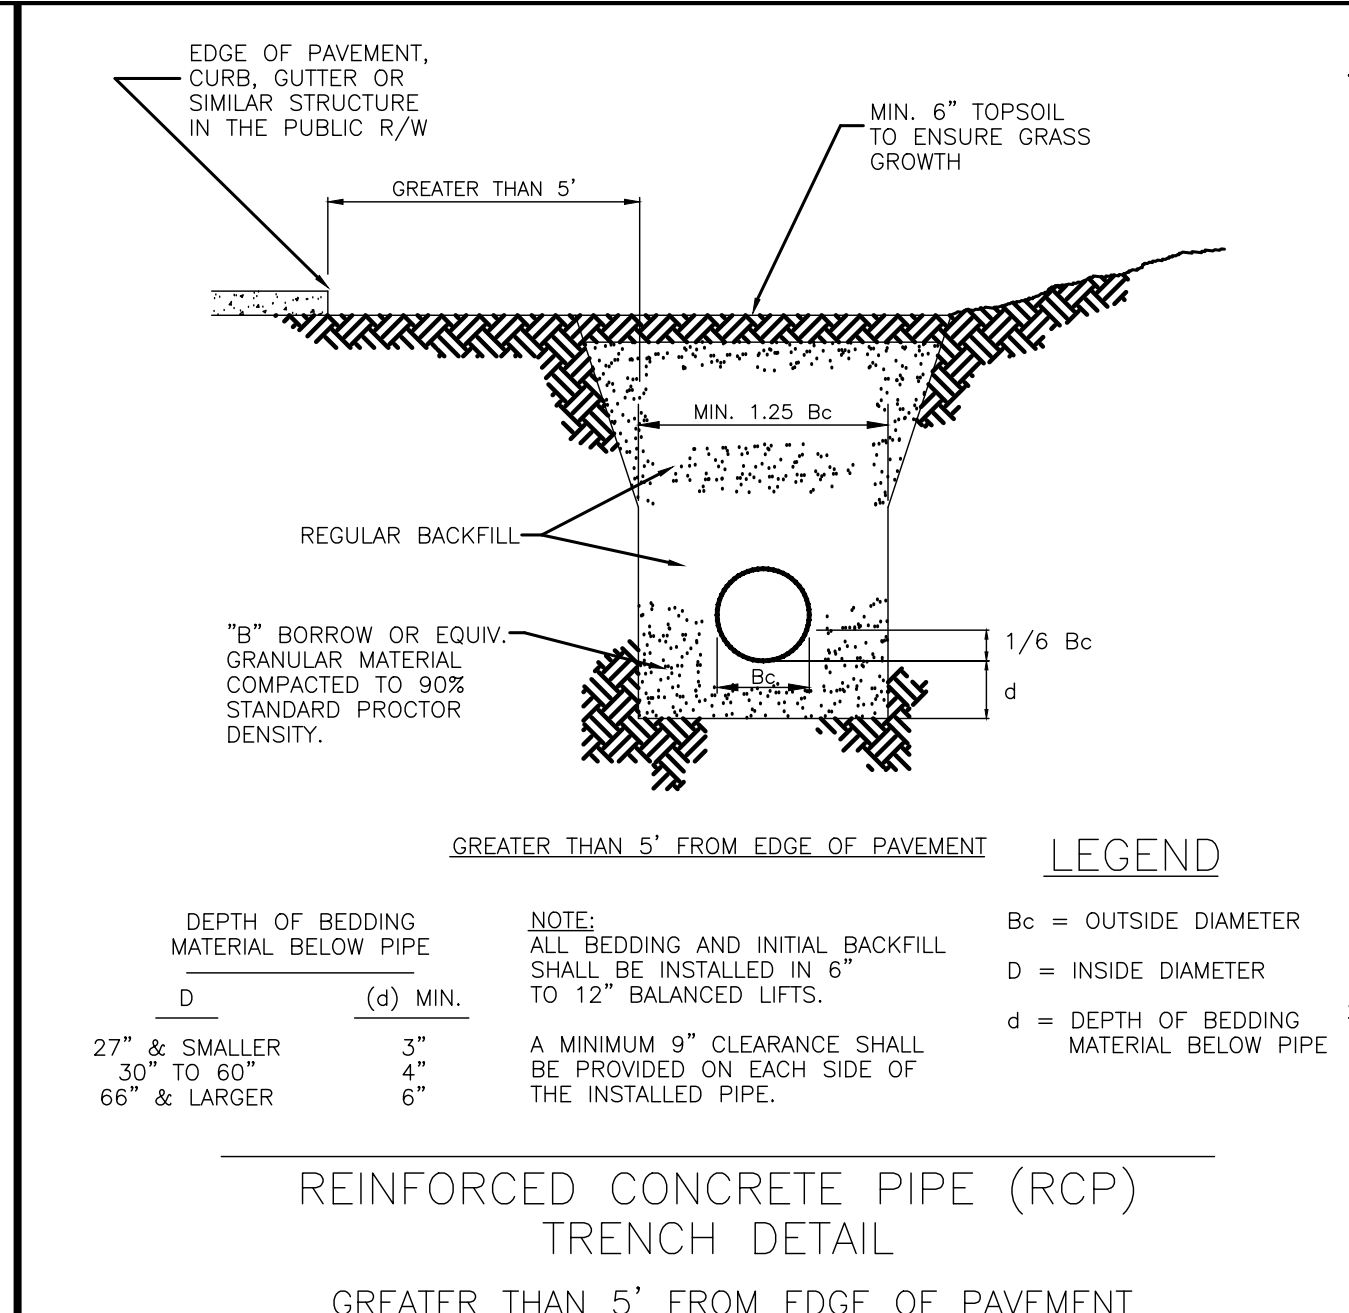 EDGE OF PAVEMENT,
CURB, GUTTER OR
SIMILAR STRUCTURE
IN THE PUBLIC R/W
MIN. 6" TOPSOIL
TO ENSURE GRASS
GROWTH
GREATER THAN 5'
MIN. 1.25 Bc
REGULAR BACKFILL
"B" BORROW OR EQUIV.
GRANULAR MATERIAL
COMPACTED TO 90%
STANDARD PROCTOR
DENSITY.
1/6 Bc
Bc
d
GREATER THAN 5' FROM EDGE OF PAVEMENT
LEGEND
Bc = OUTSIDE DIAMETER
D = INSIDE DIAMETER
d = DEPTH OF BEDDING
MATERIAL BELOW PIPE
DEPTH OF BEDDING
MATERIAL BELOW PIPE
D (d) MIN.
27" & SMALLER 3"
30" TO 60" 4"
66" & LARGER 6"
NOTE:
ALL BEDDING AND INITIAL BACKFILL
SHALL BE INSTALLED IN 6"
TO 12" BALANCED LIFTS.
A MINIMUM 9" CLEARANCE SHALL
BE PROVIDED ON EACH SIDE OF
THE INSTALLED PIPE.
REINFORCED CONCRETE PIPE (RCP)
TRENCH DETAIL
GREATER THAN 5' FROM EDGE OF PAVEMENT